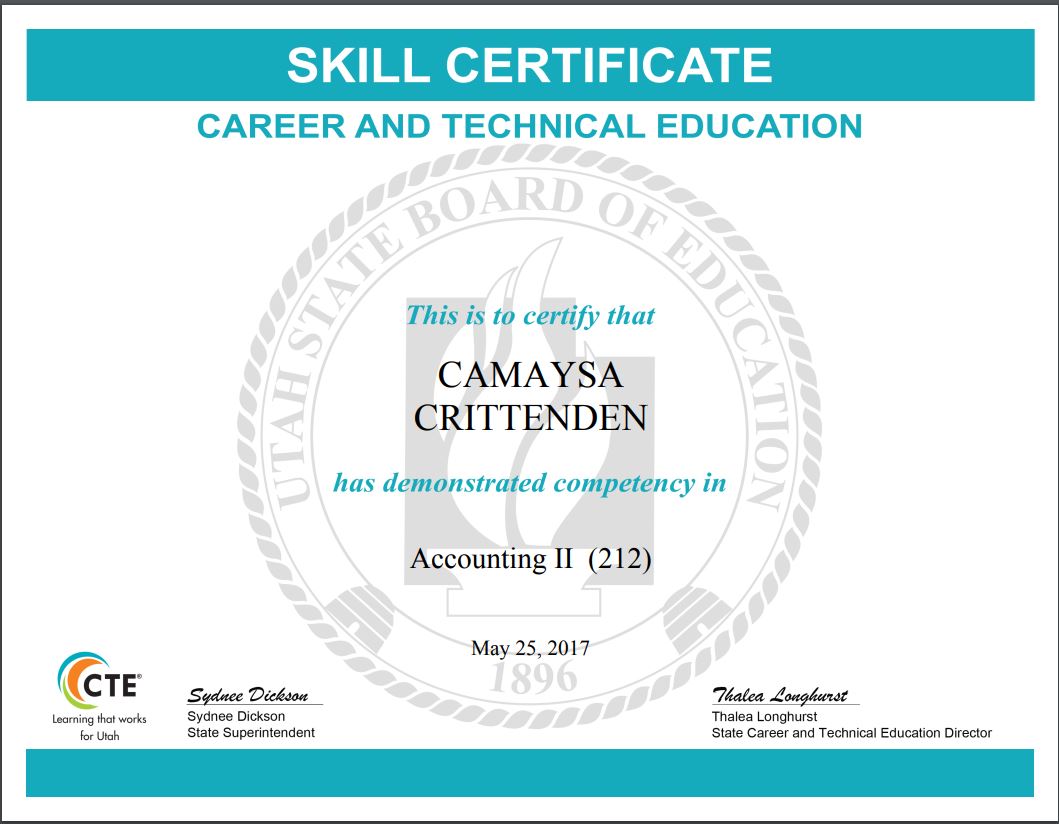 SKILL CERTIFICATE
CAREER AND TECHNICAL EDUCATION
UTAH STATE BOARD OF EDUCATION
This is to certify that
CAMAYSA
CRITTENDEN
has demonstrated competency in
Accounting II (212)
May 25, 2017
1896
CTE®
Learning that works
for Utah
Sydnee Dickson
Sydnee Dickson
State Superintendent
Thalea Longhurst
Thalea Longhurst
State Career and Technical Education Director